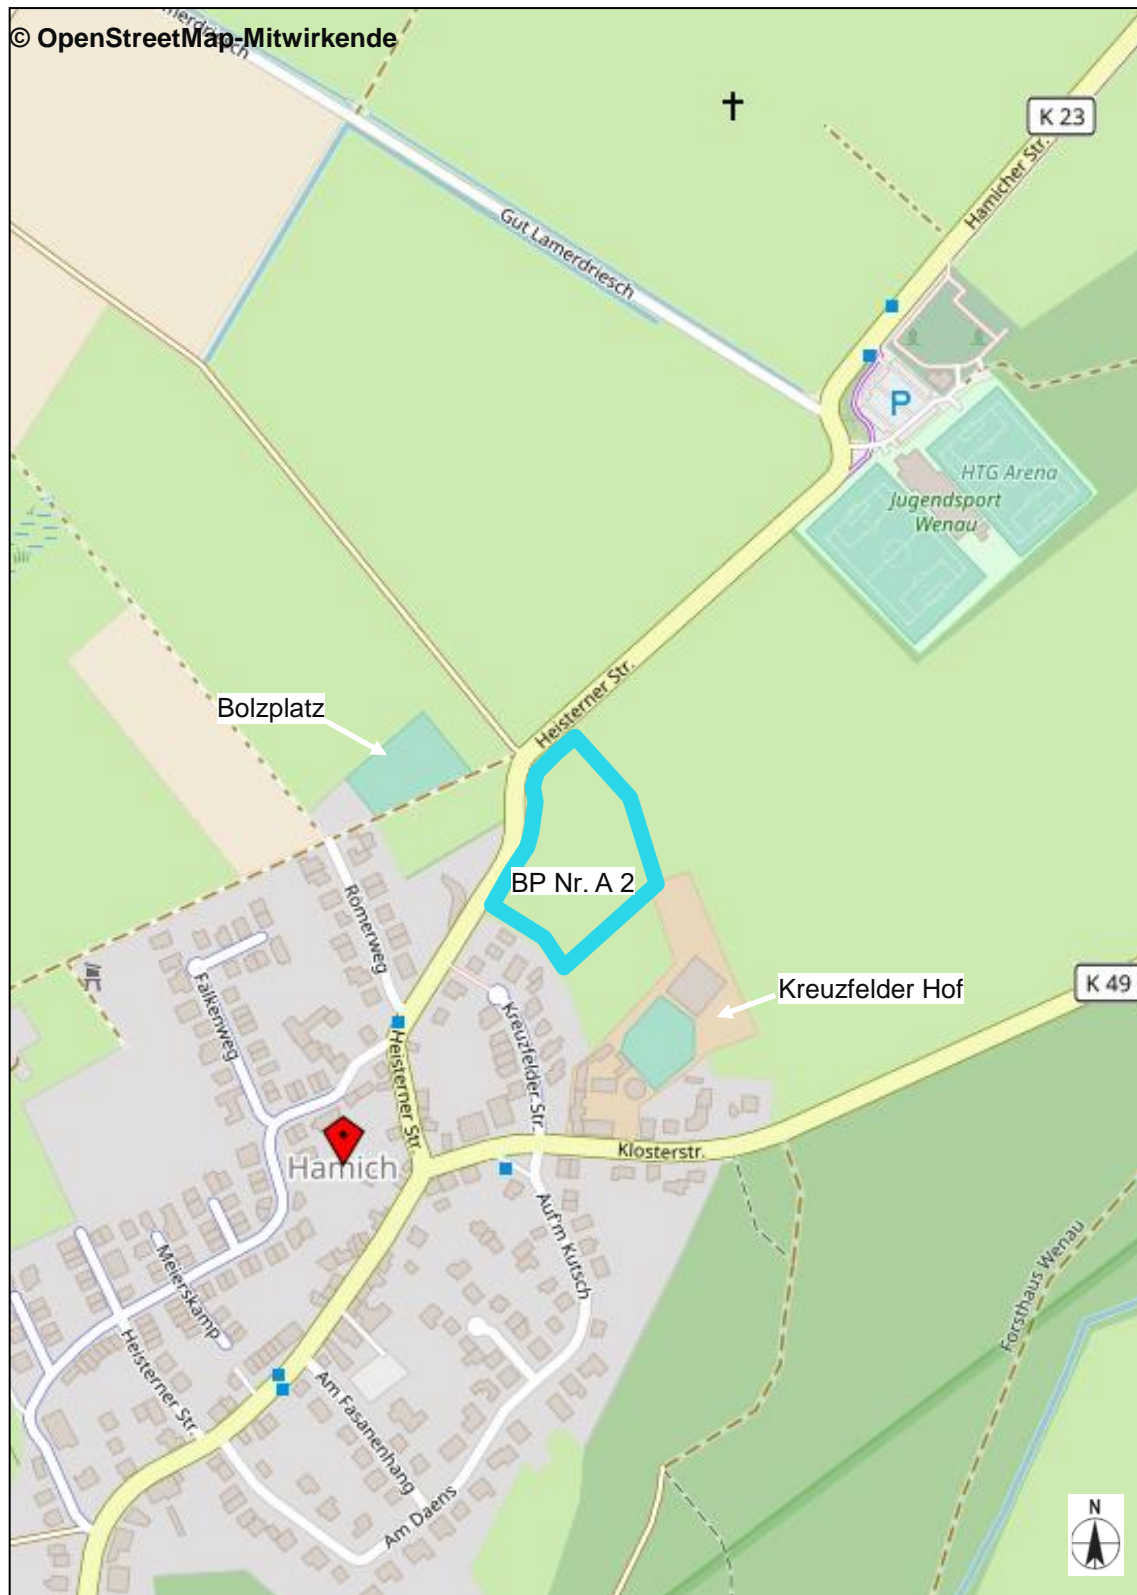 © OpenStreetMap-Mitwirkende
K 23
Hamicher Str.
Gut Lamerdriesch
P
HTG Arena
Jugendsport
Wenau
Heisterner Str.
Bolzplatz
BP Nr. A 2
Römerweg
Kreuzfelder Hof
K 49
Falkenweg
Kreuzfelder Str.
Heisterner Str.
Hamich
Klosterstr.
Auf'm Kutsch
Meierskamp
Forsthaus Wenau
Heisterner Str.
Am Fasanenhang
Am Daens
N